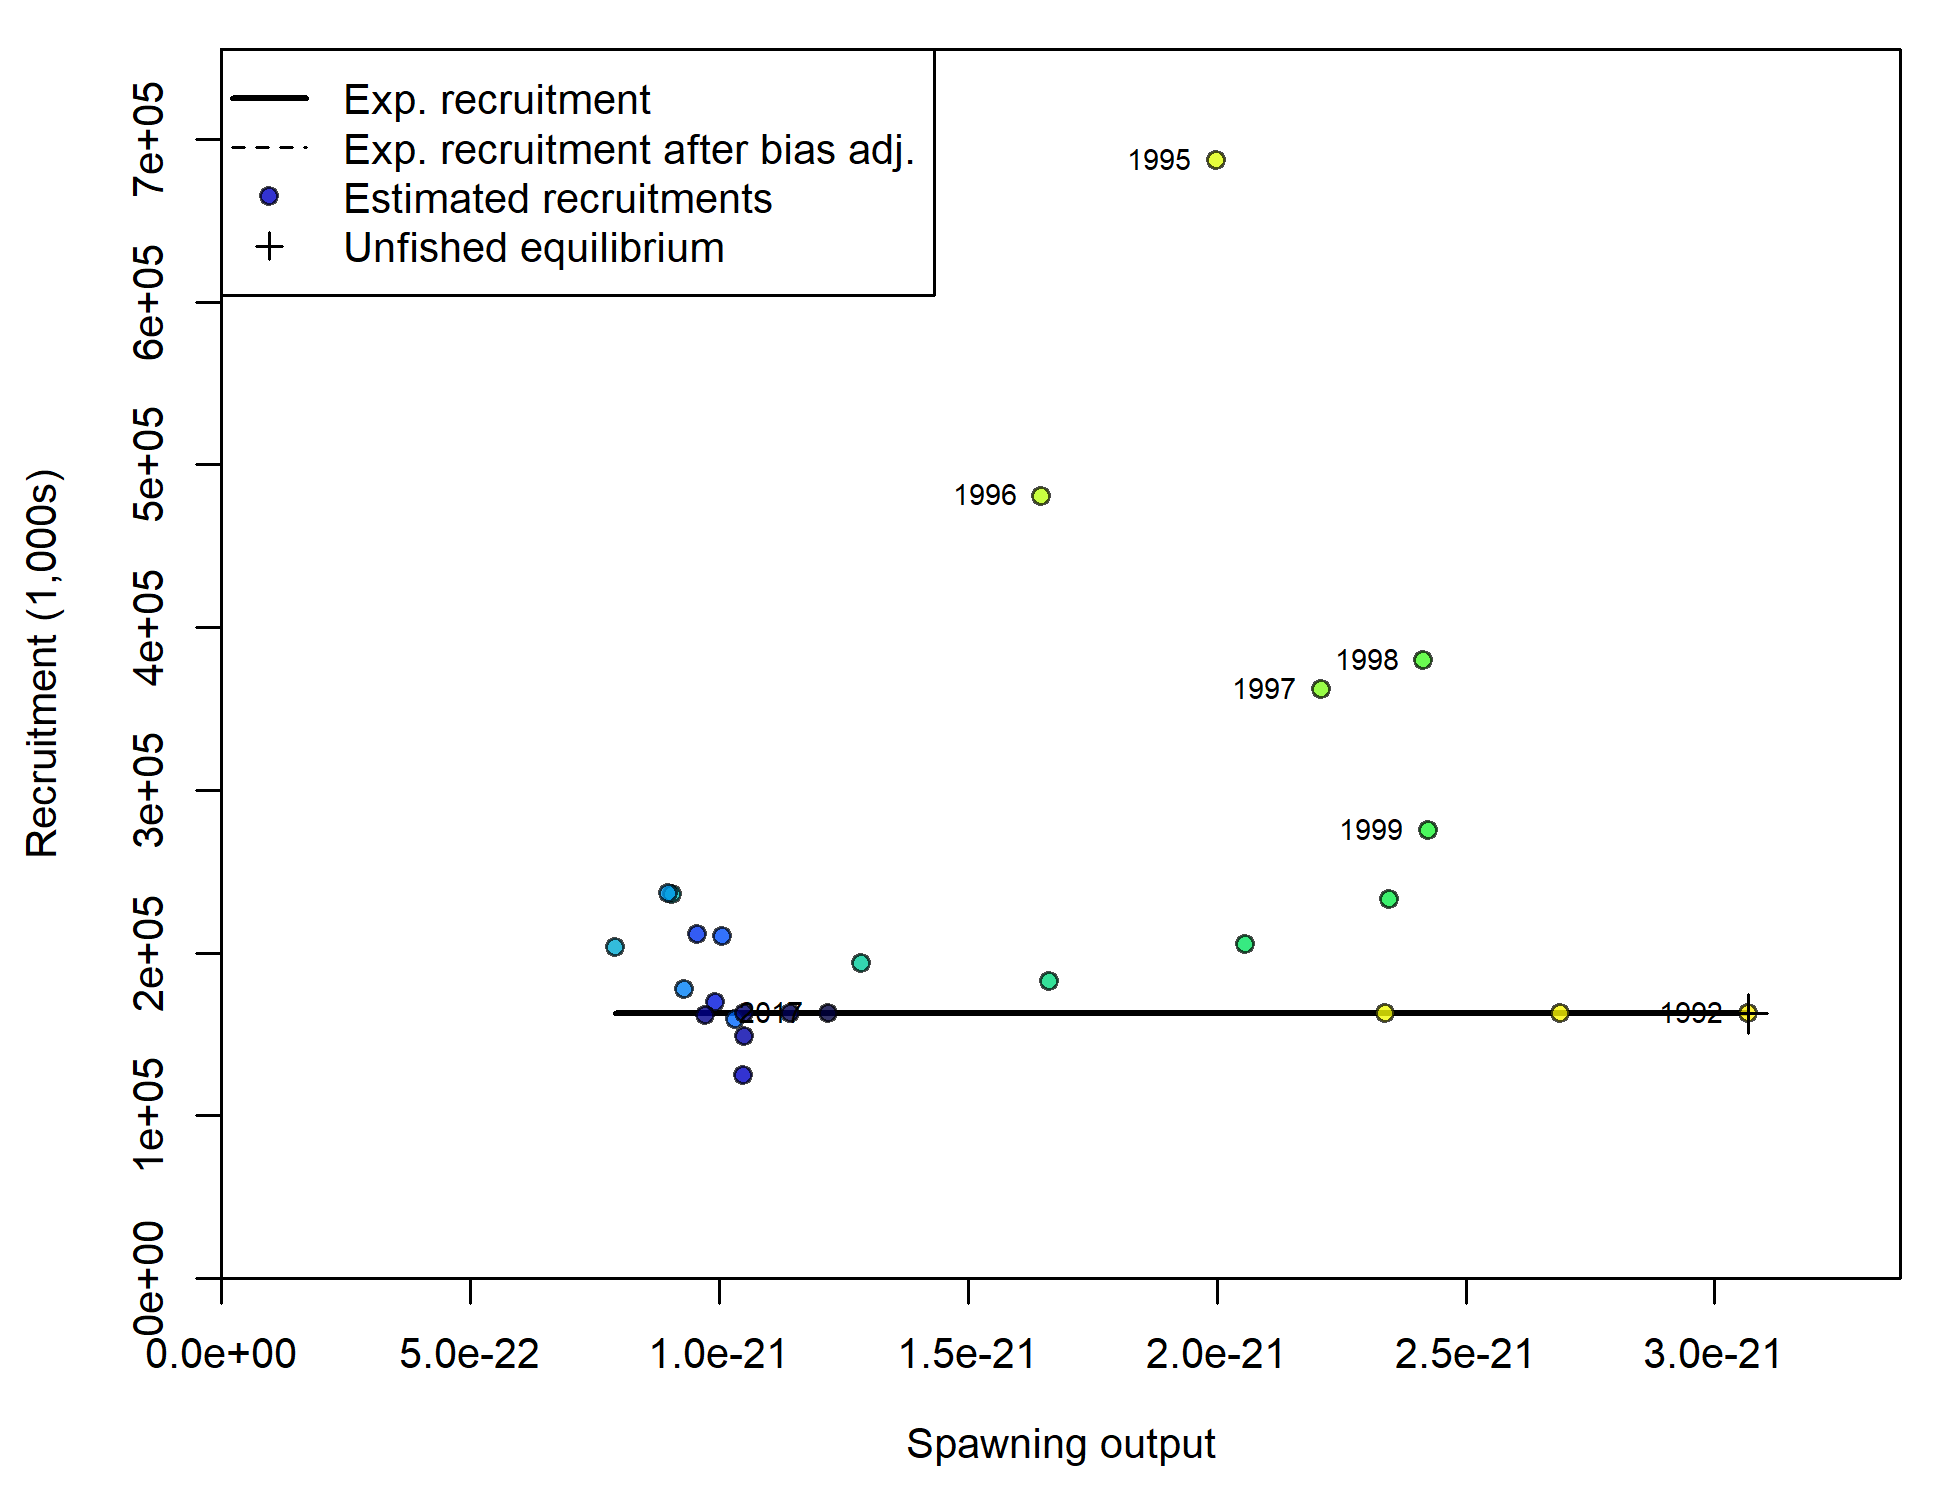 Exp. recruitment
Exp. recruitment after bias adj.
Estimated recruitments
Unfished equilibrium
7e+05
6e+05
5e+05
4e+05
3e+05
2e+05
1e+05
0e+00
Recruitment (1,000s)
1995
1996
1998
1997
1999
2017
1992
0.0e+00
5.0e-22
1.0e-21
1.5e-21
2.0e-21
2.5e-21
3.0e-21
Spawning output